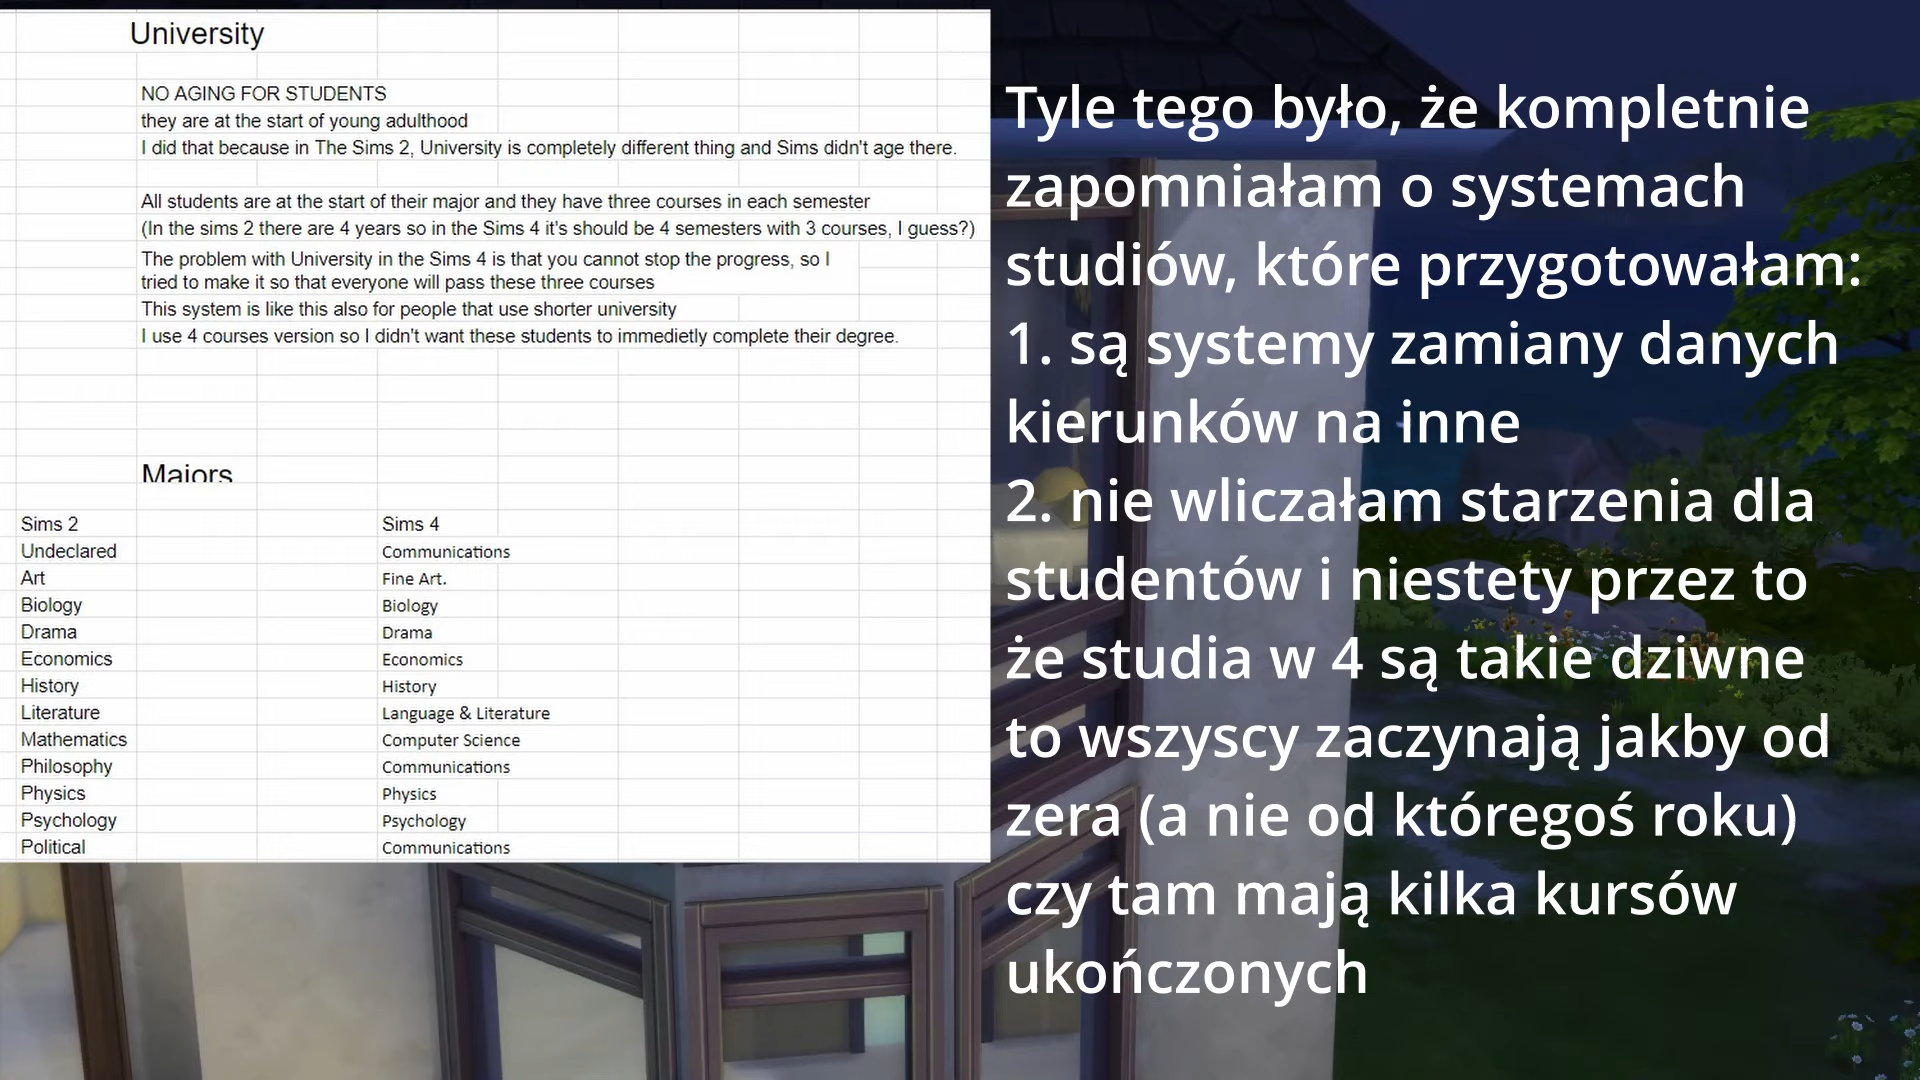 University
NO AGING FOR STUDENTS
they are at the start of young adulthood
I did that because in The Sims 2, University is completely different thing and Sims didn't age there.
All students are at the start of their major and they have three courses in each semester
(In the sims 2 there are 4 years so in the Sims 4 it's should be 4 semesters with 3 courses, I guess?)
The problem with University in the Sims 4 is that you cannot stop the progress, so I
tried to make it so that everyone will pass these three courses
This system is like this also for people that use shorter university
I use 4 courses version so I didn't want these students to immedietly complete their degree.
Majors
Sims 2 Sims 4
Undeclared Communications
Art Fine Art.
Biology Biology
Drama Drama
Economics Economics
History History
Literature Language & Literature
Mathematics Computer Science
Philosophy Communications
Physics Physics
Psychology Psychology
Political Communications
Tyle tego było, że kompletnie
zapomniałam o systemach
studiów, które przygotowałam:
1. są systemy zamiany danych
kierunków na inne
2. nie wliczałam starzenia dla
studentów i niestety przez to
że studia w 4 są takie dziwne
to wszyscy zaczynają jakby od
zera (a nie od któregoś roku)
czy tam mają kilka kursów
ukończonych